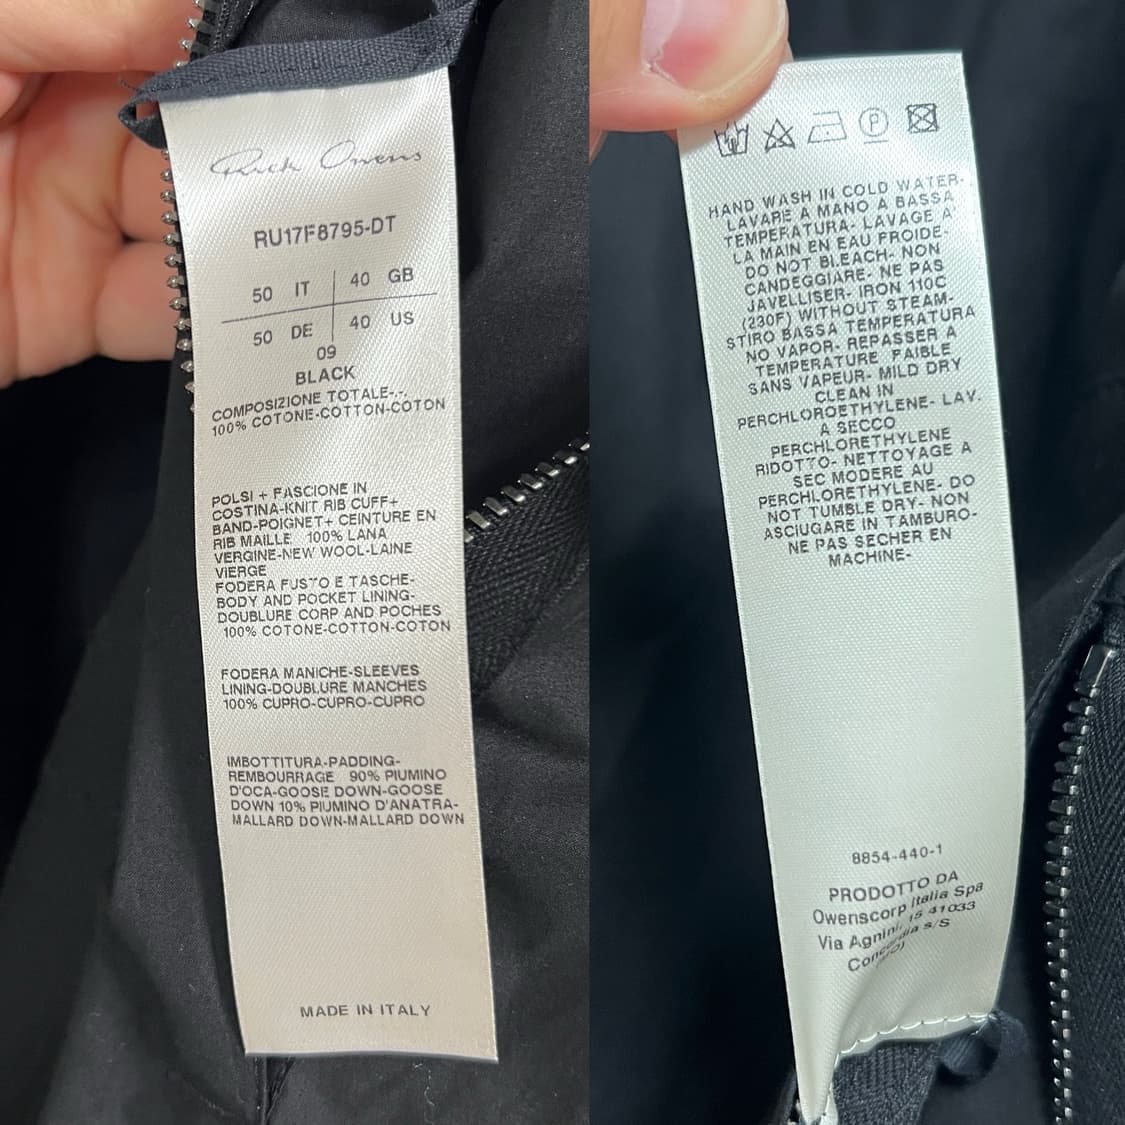 Rick Owens
RU17F8795-DT
50 IT 40 GB
50 DE 40 US
09
BLACK
COMPOSIZIONE TOTALE-.-.
100% COTONE-COTTON-COTON
POLSI + FASCIONE IN
COSTINA-KNIT RIB CUFF+
BAND-POIGNET+ CEINTURE EN
RIB MAILLE 100% LANA
VERGINE-NEW WOOL-LAINE
VIERGE
FODERA FUSTO E TASCHE-
BODY AND POCKET LINING-
DOUBLURE CORP AND POCHES
100% COTONE-COTTON-COTON
FODERA MANICHE-SLEEVES
LINING-DOUBLURE MANCHES
100% CUPRO-CUPRO-CUPRO
IMBOTTITURA-PADDING-
REMBOURRAGE 90% PIUMINO
D'OCA-GOOSE DOWN-GOOSE
DOWN 10% PIUMINO D'ANATRA-
MALLARD DOWN-MALLARD DOWN
MADE IN ITALY
P
HAND WASH IN COLD WATER-
LAVARE A MANO A BASSA
TEMPERATURA- LAVAGE A'
LA MAIN EN EAU FROIDE-
DO NOT BLEACH- NON
CANDEGGIARE- NE PAS
JAVELLISER- IRON 110C
(230F) WITHOUT STEAM-
STIRO BASSA TEMPERATURA
NO VAPOR- REPASSER A
TEMPERATURE FAIBLE
SANS VAPEUR- MILD DRY
CLEAN IN
PERCHLOROETHYLENE- LAV.
A SECCO
PERCHLORETHYLENE
RIDOTTO- NETTOYAGE A
SEC MODERE AU
PERCHLORETHYLENE- DO
NOT TUMBLE DRY- NON
ASCIUGARE IN TAMBURO-
NE PAS SECHER EN
MACHINE-
8854-440-1
PRODOTTO DA
Owenscorp Italia Spa
Via Agnini, 15 41033
Concordia s/S